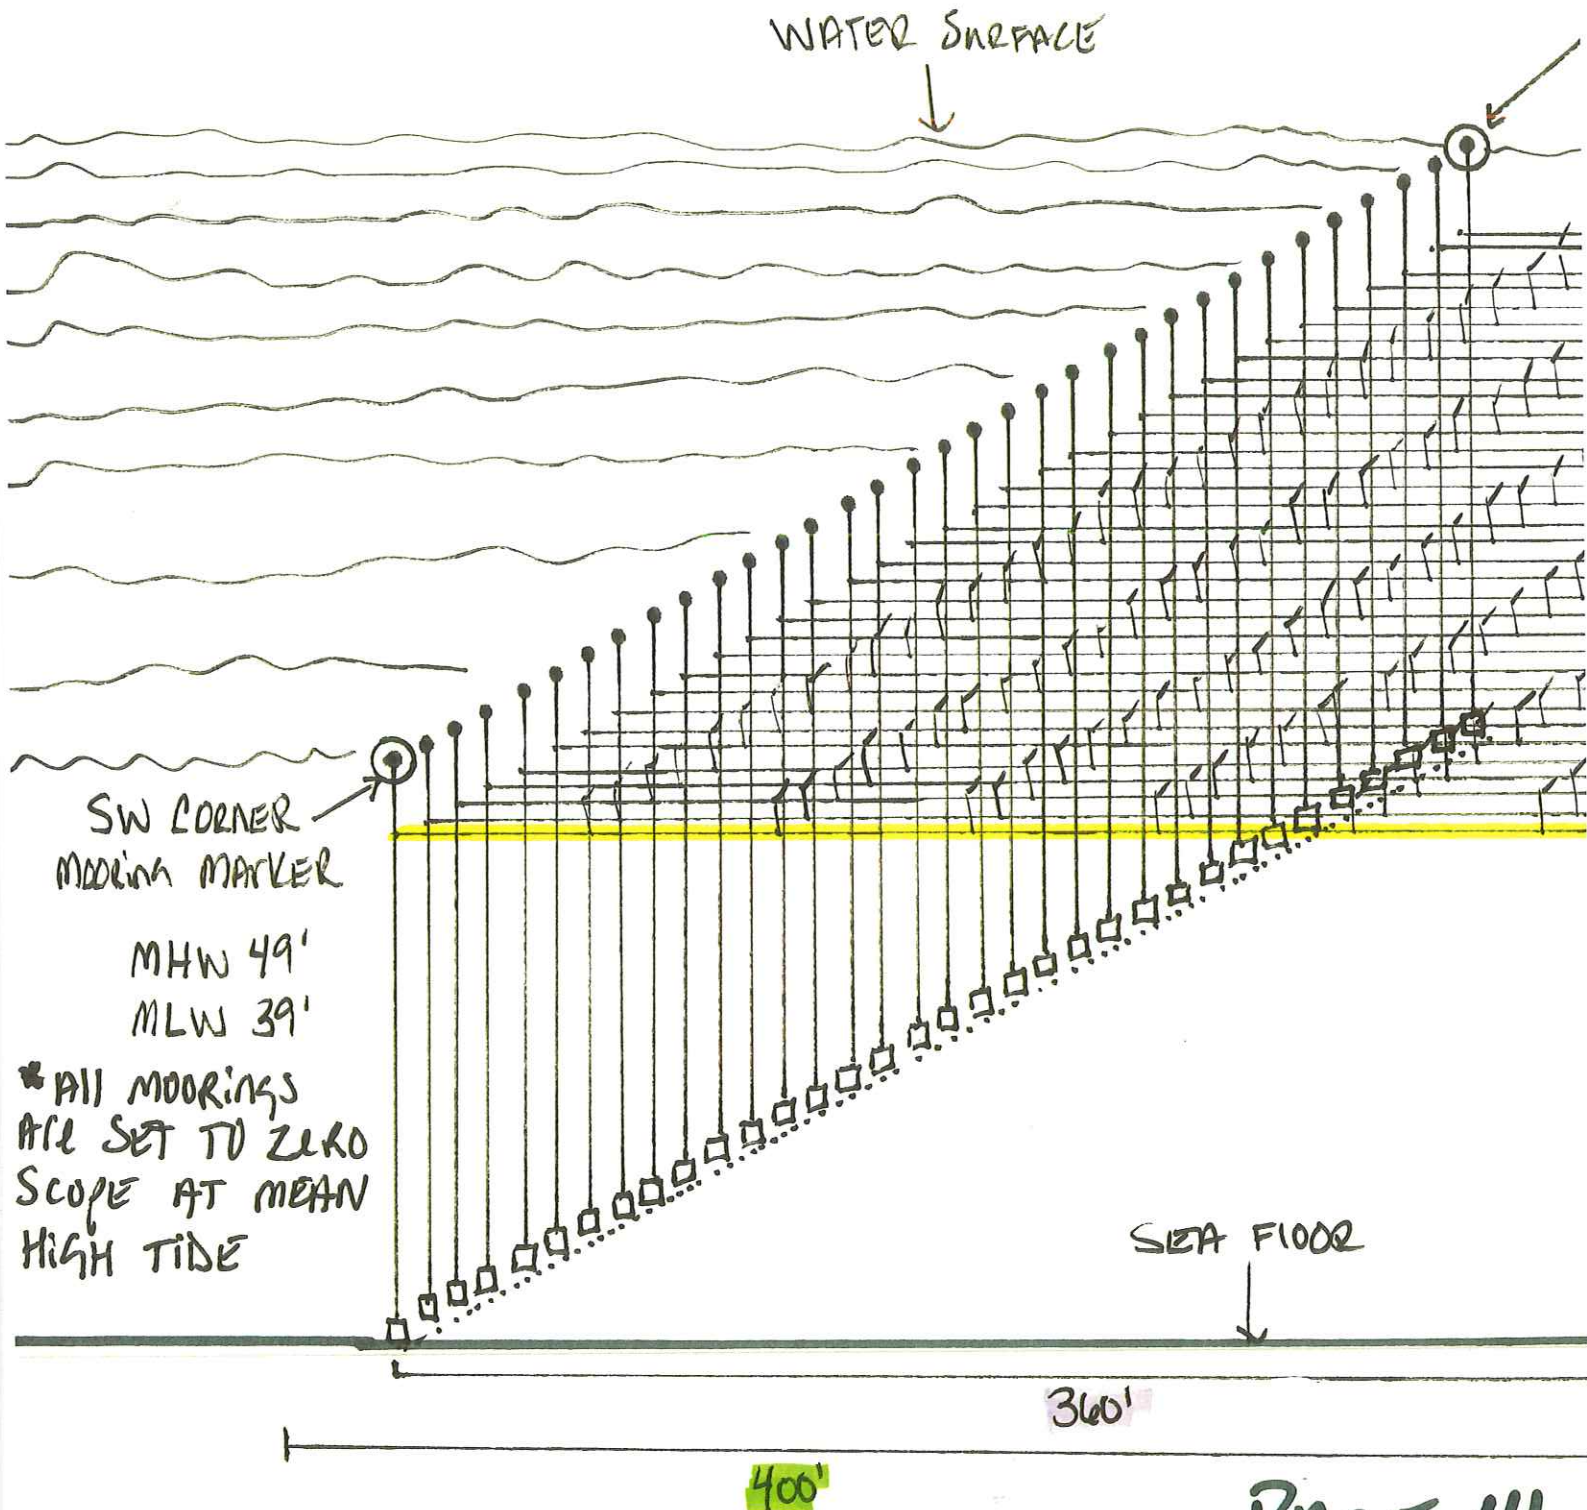 WATER SURFACE
SW CORNER
MOORING MARKER
MHW 49'
MLW 39'
*All MOORINGS
Are SET TO ZERO
SCOPE AT MEAN
HIGH TIDE
SEA FLOOR
360'
400'